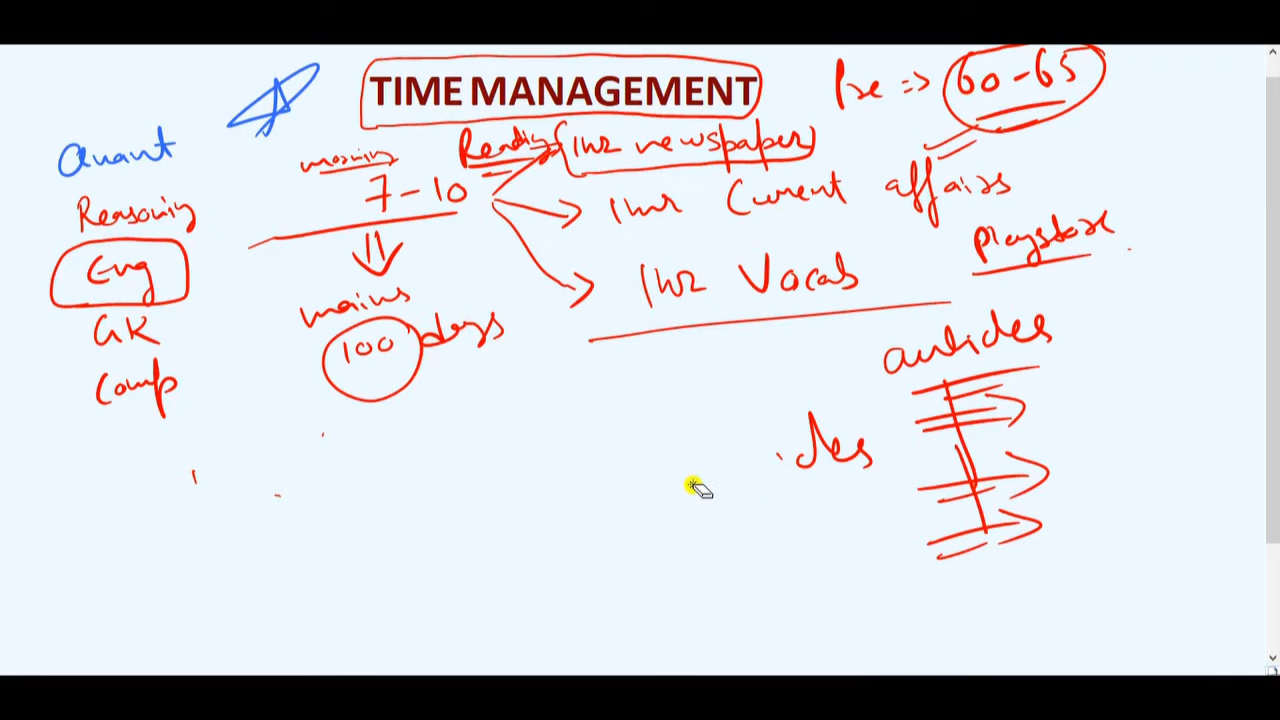 TIME MANAGEMENT
Pre => 60-65
Quant
Reasoning
Eng
GK
Comp
morning
7-10
Reading
1hr newspaper
1hr Current affairs
1hr Vocab
Playstore
mains
100 days
articles